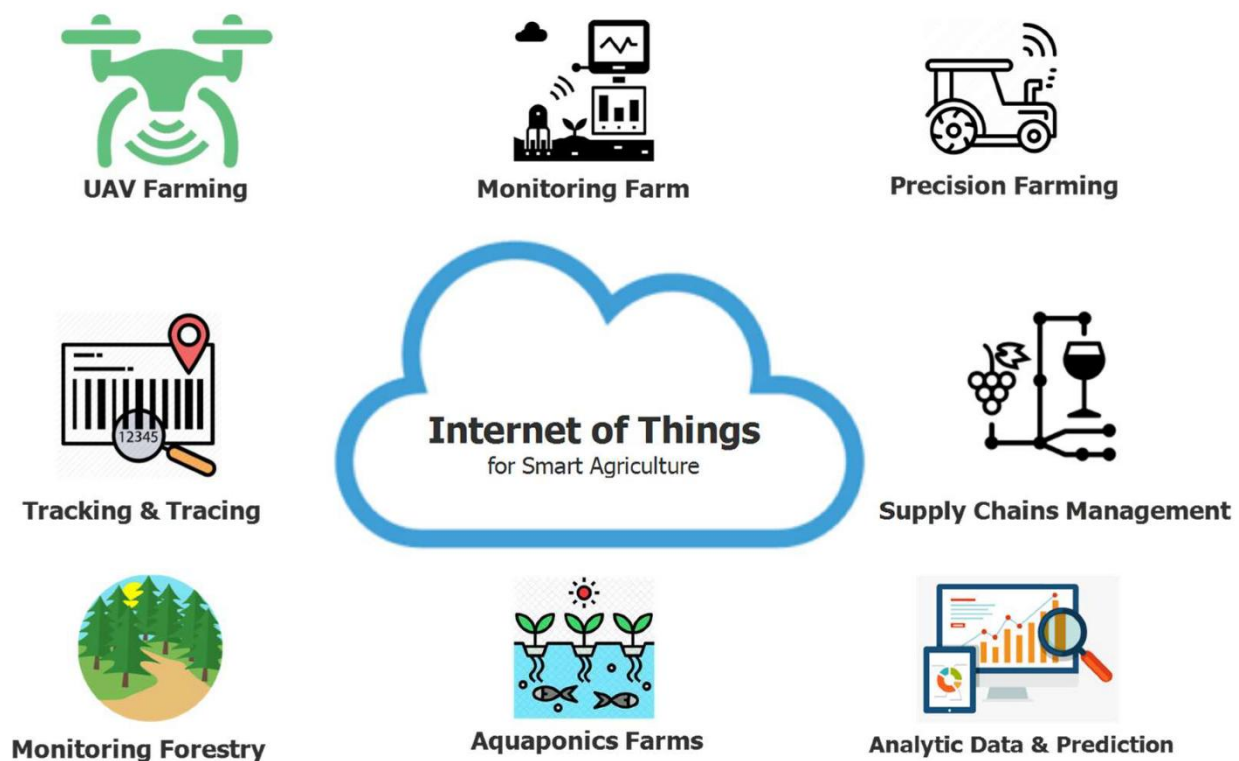 UAV Farming
Monitoring Farm
Precision Farming
Internet of Things
for Smart Agriculture
12345
Tracking & Tracing
Supply Chains Management
Monitoring Forestry
Aquaponics Farms
Analytic Data & Prediction